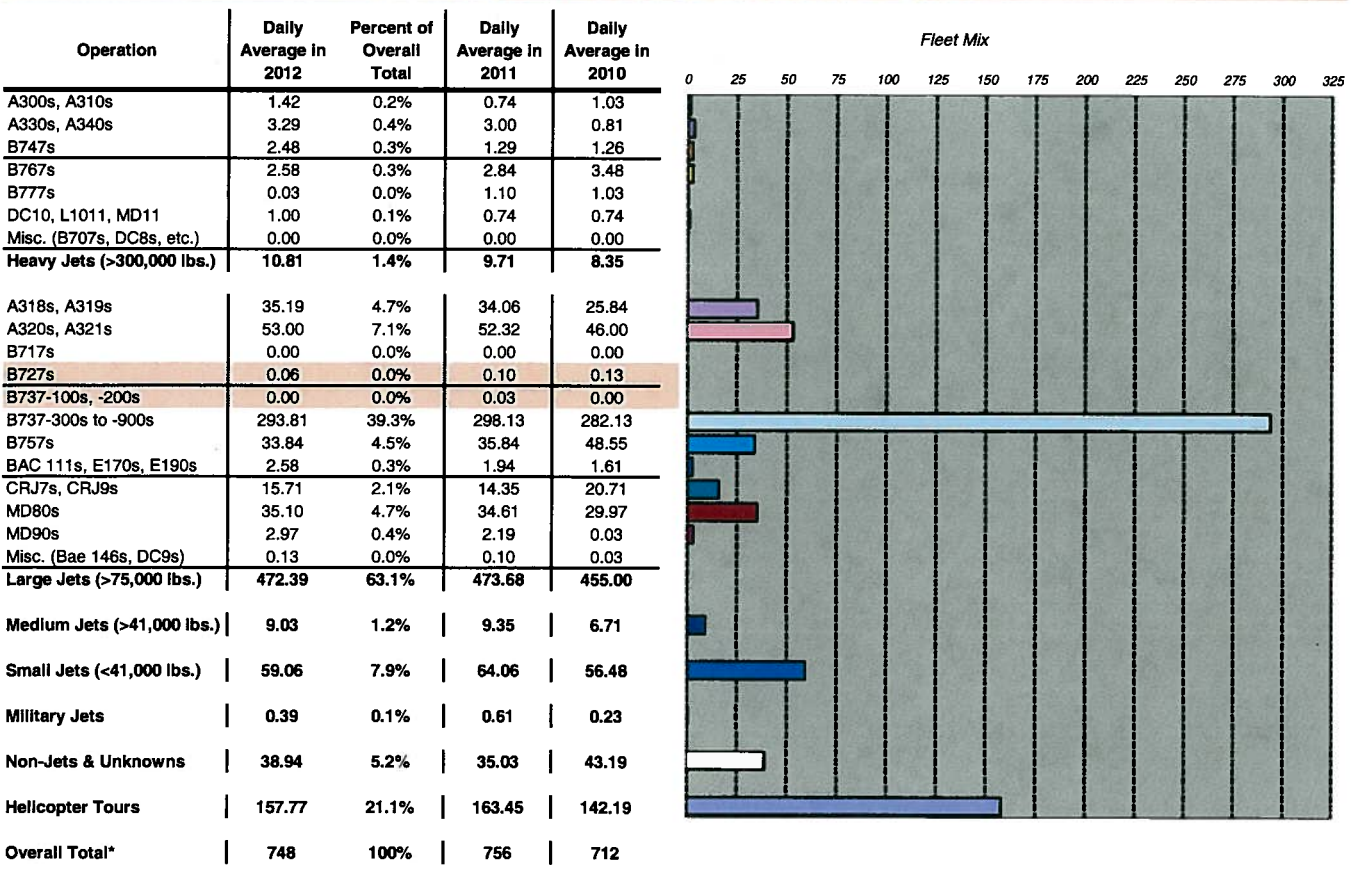 Operation Daily Average in 2012 Percent of Overall Total Daily Average in 2011 Daily Average in 2010
Fleet Mix
0 25 50 75 100 125 150 175 200 225 250 275 300 325
A300s, A310s 1.42 0.2% 0.74 1.03
A330s, A340s 3.29 0.4% 3.00 0.81
B747s 2.48 0.3% 1.29 1.26
B767s 2.58 0.3% 2.84 3.48
B777s 0.03 0.0% 1.10 1.03
DC10, L1011, MD11 1.00 0.1% 0.74 0.74
Misc. (B707s, DC8s, etc.) 0.00 0.0% 0.00 0.00
Heavy Jets (>300,000 lbs.) 10.81 1.4% 9.71 8.35
A318s, A319s 35.19 4.7% 34.06 25.84
A320s, A321s 53.00 7.1% 52.32 46.00
B717s 0.00 0.0% 0.00 0.00
B727s 0.06 0.0% 0.10 0.13
B737-100s, -200s 0.00 0.0% 0.03 0.00
B737-300s to -900s 293.81 39.3% 298.13 282.13
B757s 33.84 4.5% 35.84 48.55
BAC 111s, E170s, E190s 2.58 0.3% 1.94 1.61
CRJ7s, CRJ9s 15.71 2.1% 14.35 20.71
MD80s 35.10 4.7% 34.61 29.97
MD90s 2.97 0.4% 2.19 0.03
Misc. (Bae 146s, DC9s) 0.13 0.0% 0.10 0.03
Large Jets (>75,000 lbs.) 472.39 63.1% 473.68 455.00
Medium Jets (>41,000 lbs.) 9.03 1.2% 9.35 6.71
Small Jets (<41,000 lbs.) 59.06 7.9% 64.06 56.48
Military Jets 0.39 0.1% 0.61 0.23
Non-Jets & Unknowns 38.94 5.2% 35.03 43.19
Helicopter Tours 157.77 21.1% 163.45 142.19
Overall Total* 748 100% 756 712